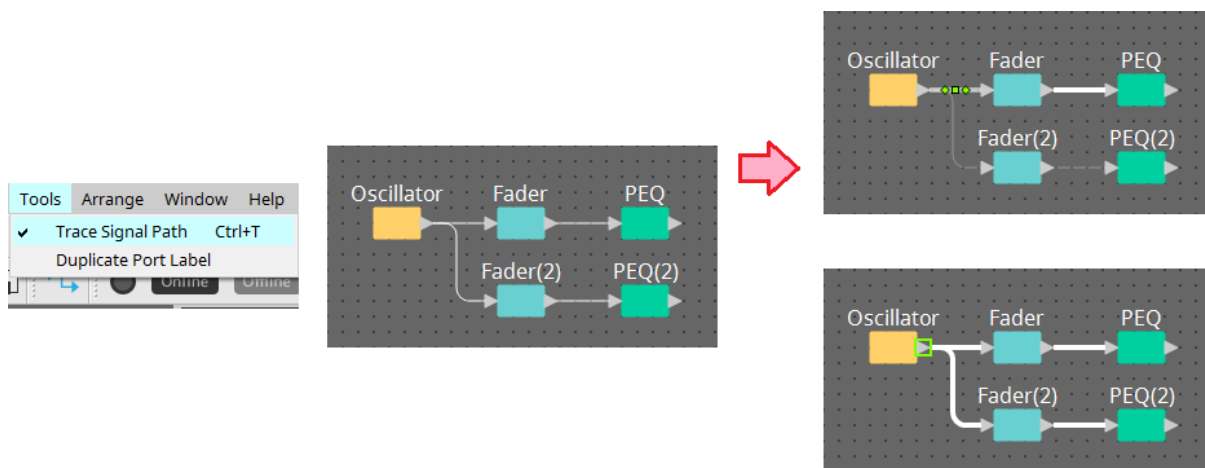 Tools Arrange Window Help
✓ Trace Signal Path Ctrl+T
Duplicate Port Label
Online Offline
Oscillator Fader PEQ
Fader(2) PEQ(2)
Oscillator Fader PEQ
Fader(2) PEQ(2)
Oscillator Fader PEQ
Fader(2) PEQ(2)